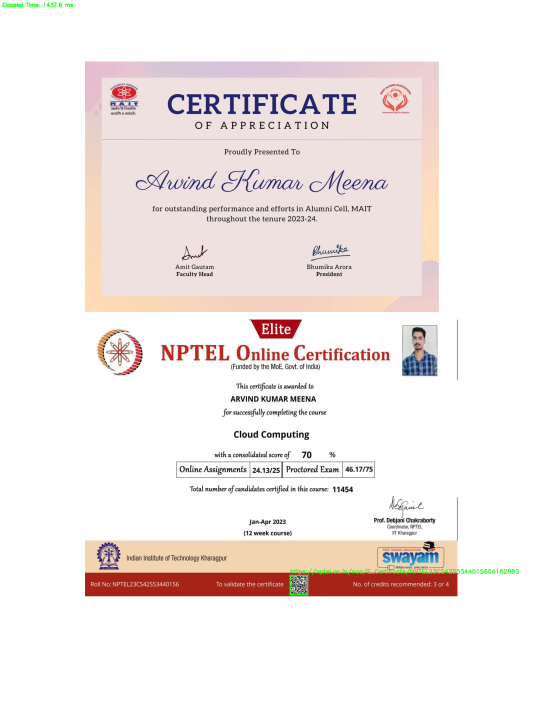 Elapsed Time: 1437.6 ms
MAIT
CERTIFICATE
OF APPRECIATION
Proudly Presented To
Arvind Kumar Meena
for outstanding performance and efforts in Alumni Cell, MAIT
throughout the tenure 2023-24.
Amit
Bhumika
Amit Gautam
Faculty Head
Bhumika Arora
President
Elite
NPTEL Online Certification
(Funded by the MoE, Govt. of India)
This certificate is awarded to
ARVIND KUMAR MEENA
for successfully completing the course
Cloud Computing
with a consolidated score of 70 %
Online Assignments 24.13/25 Proctored Exam 46.17/75
Total number of candidates certified in this course: 11454
Jan-Apr 2023
(12 week course)
Prof. Debjani Chakraborty
Coordinator, NPTEL
IIT Kharagpur
Indian Institute of Technology Kharagpur
swayam
Roll No: NPTEL23CS42S53440156
To validate the certificate
No. of credits recommended: 3 or 4